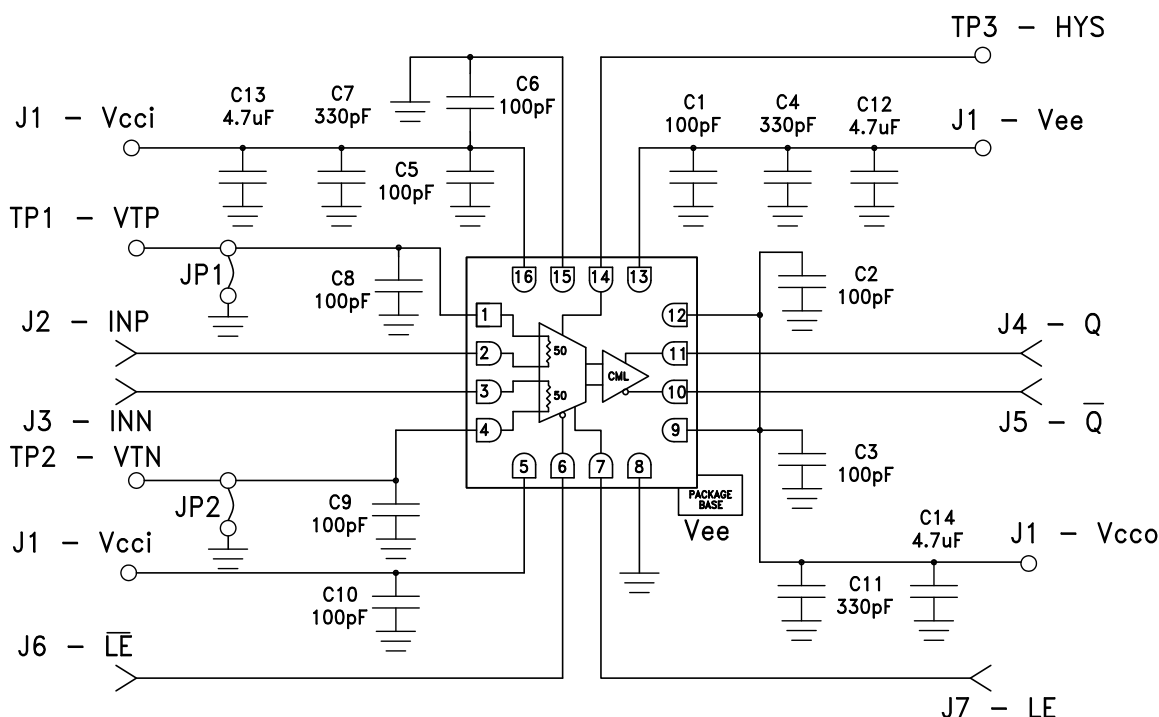 TP3 - HYS
J1 - Vcci
C13
4.7uF
C7
330pF
C6
100pF
C5
100pF
C1
100pF
C4
330pF
C12
4.7uF
J1 - Vee
TP1 - VTP
JP1
C8
100pF
16
15
14
13
C2
100pF
J2 - INP
1
2
3
4
50
50
CML
12
11
10
9
J4 - Q
J3 - INN
J5 - Q̅
TP2 - VTN
JP2
C9
100pF
5
6
7
8
C3
100pF
PACKAGE
BASE
Vee
J1 - Vcci
C10
100pF
C14
4.7uF
J1 - Vcco
C11
330pF
J6 - L̅E̅
J7 - LE